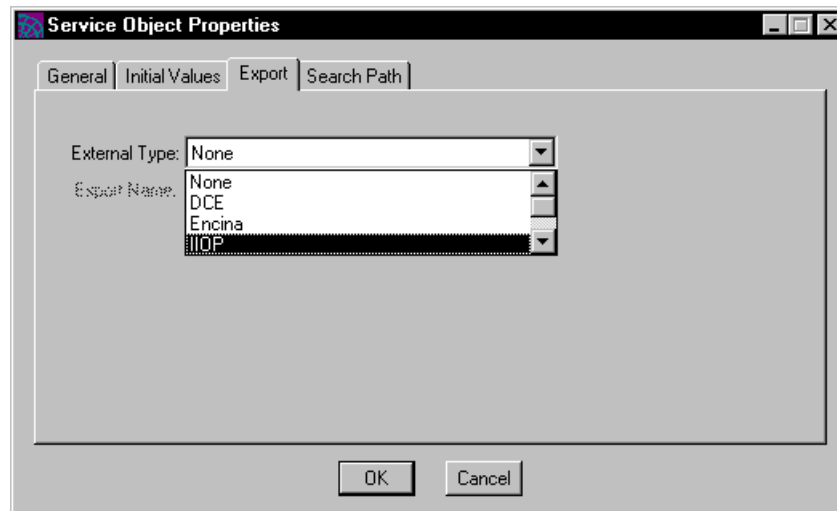 Service Object Properties
General Initial Values Export Search Path
External Type: None
Export Name:
None
DCE
Encina
IIOP
OK Cancel